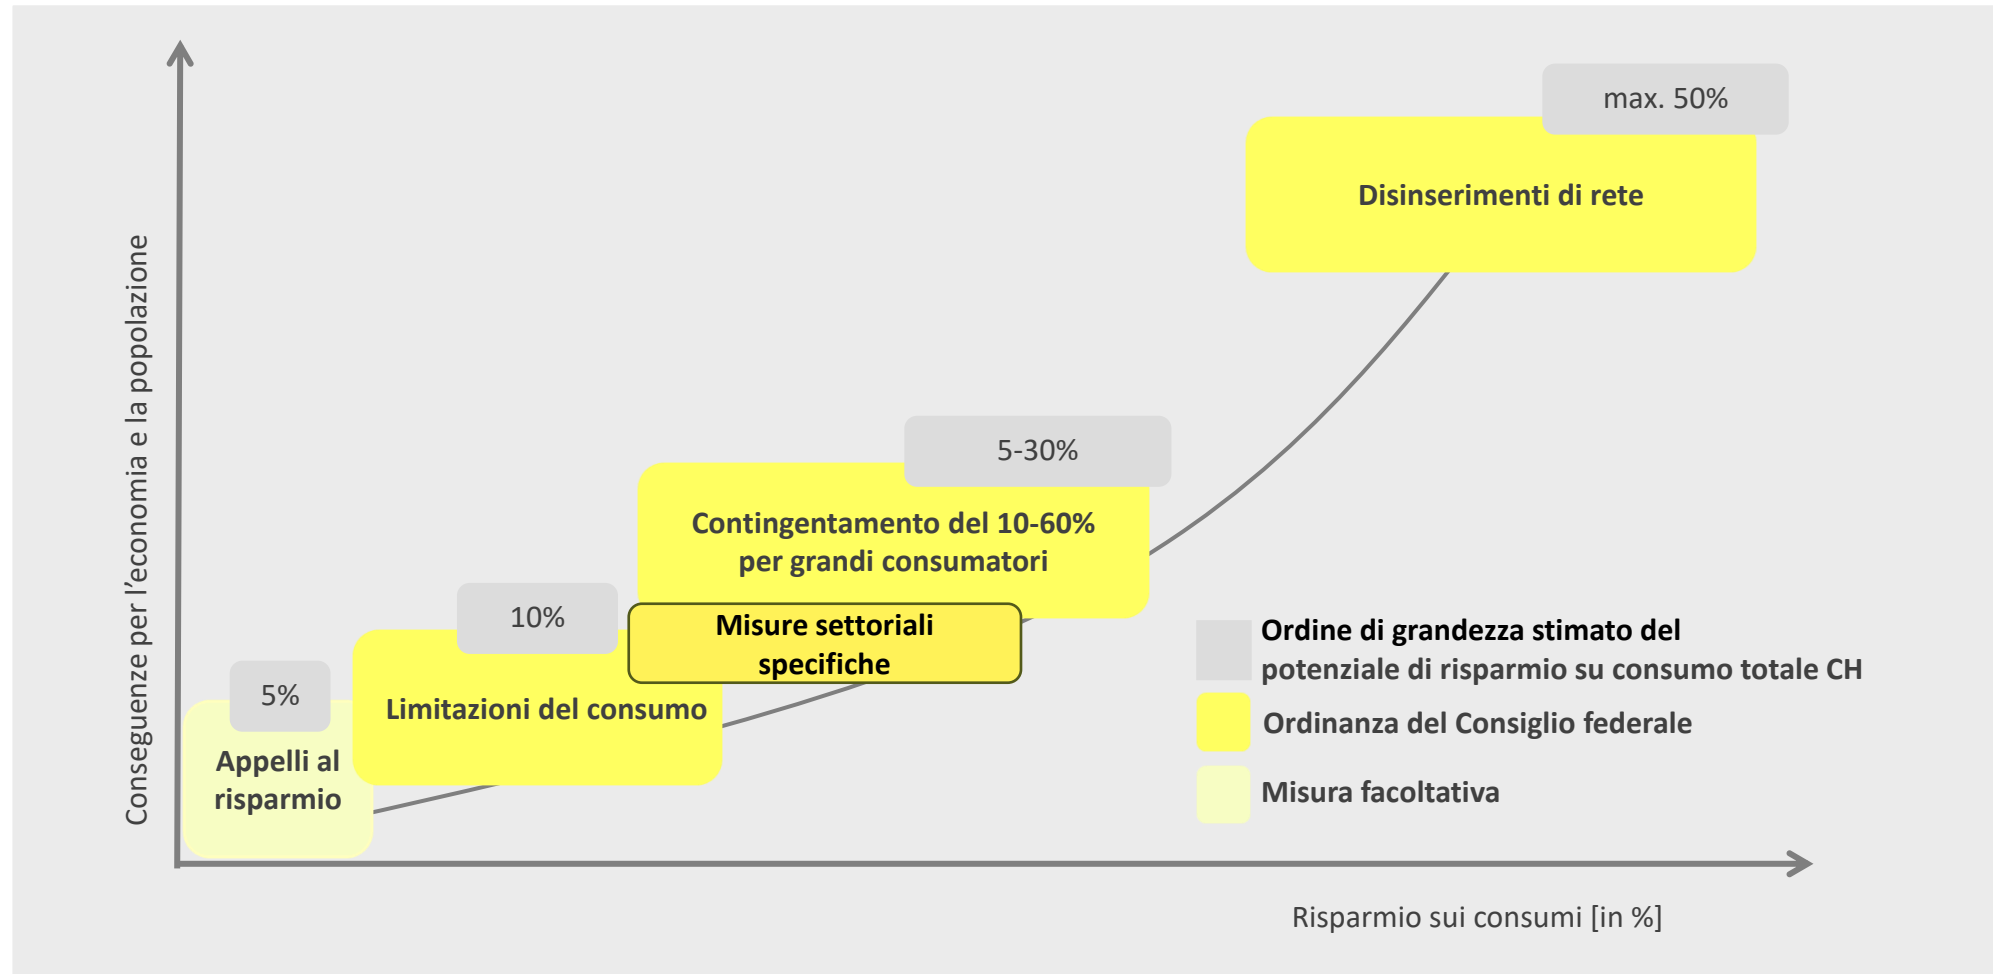 Conseguenze per l'economia e la popolazione
max. 50%
Disinserimenti di rete
5-30%
Contingentamento del 10-60%
per grandi consumatori
10%
Misure settoriali
specifiche
Limitazioni del consumo
5%
Appelli al
risparmio
Ordine di grandezza stimato del
potenziale di risparmio su consumo totale CH
Ordinanza del Consiglio federale
Misura facoltativa
Risparmio sui consumi [in %]